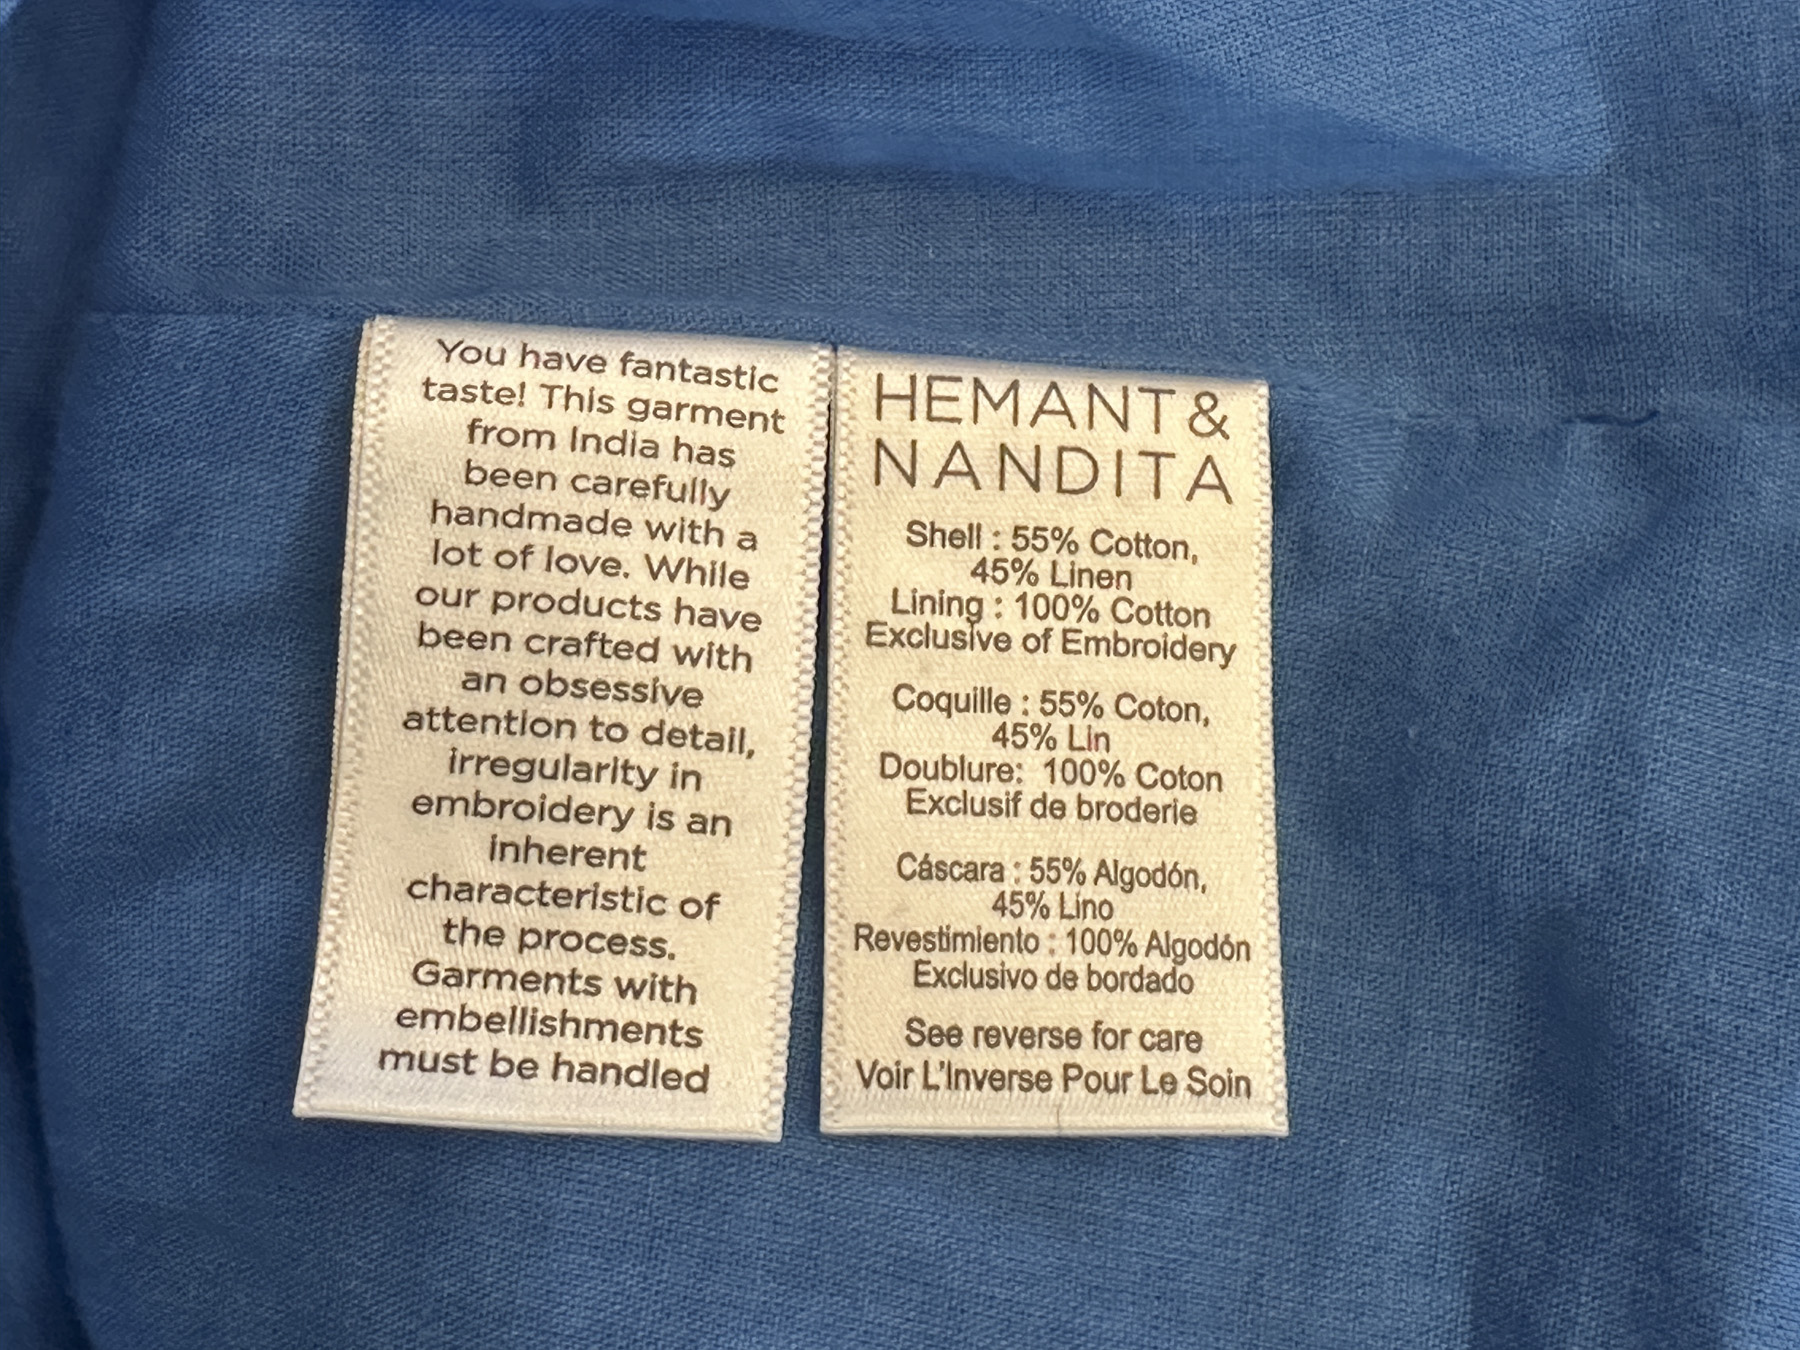 You have fantastic
taste! This garment
from India has
been carefully
handmade with a
lot of love. While
our products have
been crafted with
an obsessive
attention to detail,
irregularity in
embroidery is an
inherent
characteristic of
the process.
Garments with
embellishments
must be handled
HEMANT &
NANDITA
Shell : 55% Cotton,
45% Linen
Lining : 100% Cotton
Exclusive of Embroidery
Coquille : 55% Coton,
45% Lin
Doublure: 100% Coton
Exclusif de broderie
Cáscara : 55% Algodón,
45% Lino
Revestimiento : 100% Algodón
Exclusivo de bordado
See reverse for care
Voir L'Inverse Pour Le Soin